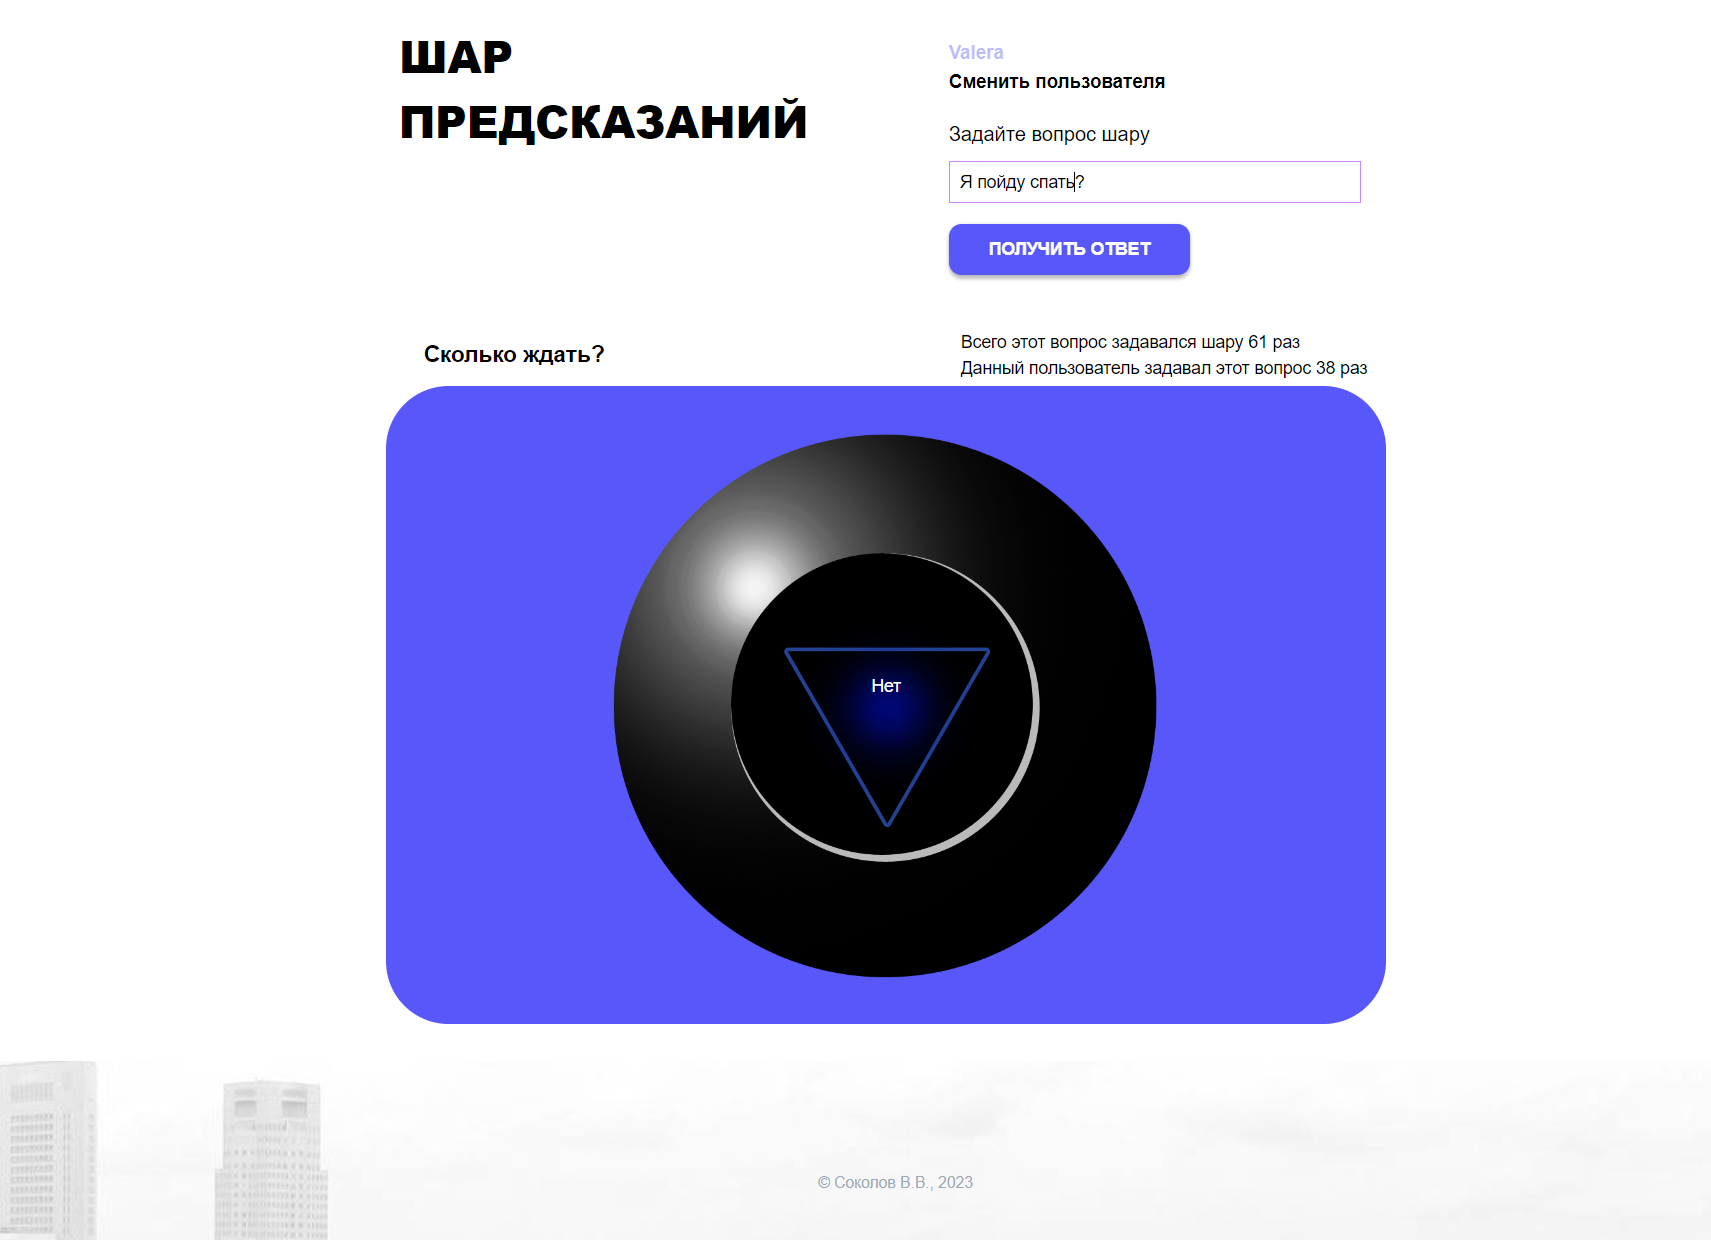 ШАР
ПРЕДСКАЗАНИЙ
Valera
Сменить пользователя
Задайте вопрос шару
Я пойду спать?
ПОЛУЧИТЬ ОТВЕТ
Сколько ждать?
Всего этот вопрос задавался шару 61 раз
Данный пользователь задавал этот вопрос 38 раз
Нет
© Соколов В.В., 2023